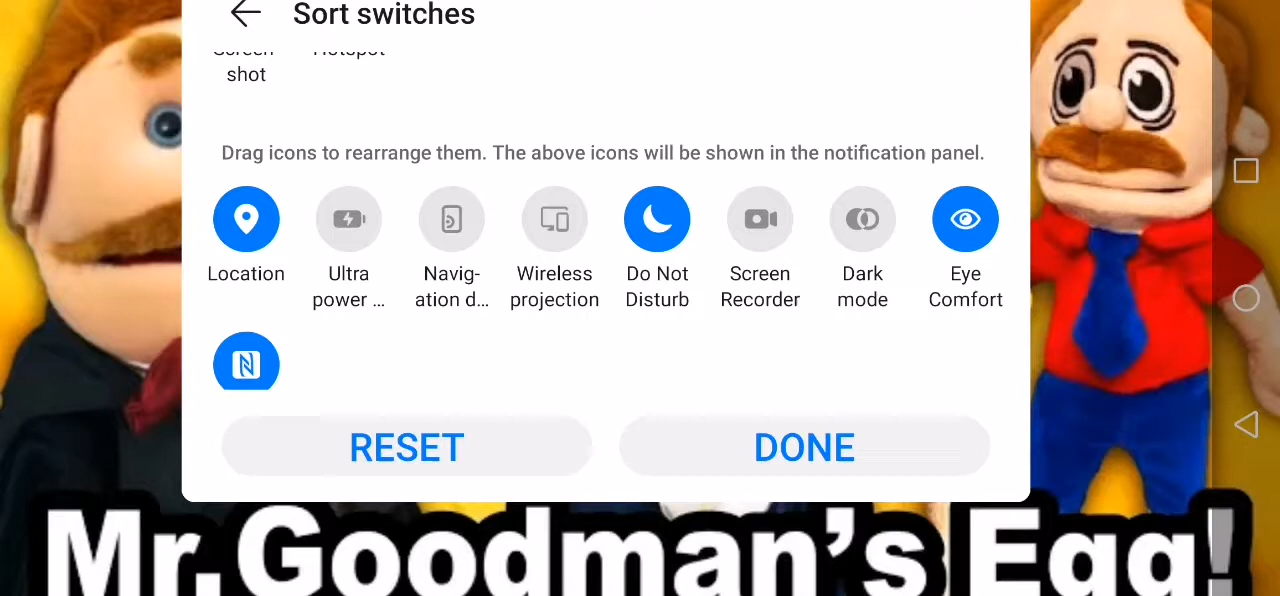 Sort switches
Screen Hotspot
shot
Drag icons to rearrange them. The above icons will be shown in the notification panel.
Location Ultra Navig- Wireless Do Not Screen Dark Eye
power ... ation d... projection Disturb Recorder mode Comfort
RESET DONE
Mr.Goodman's Egg!